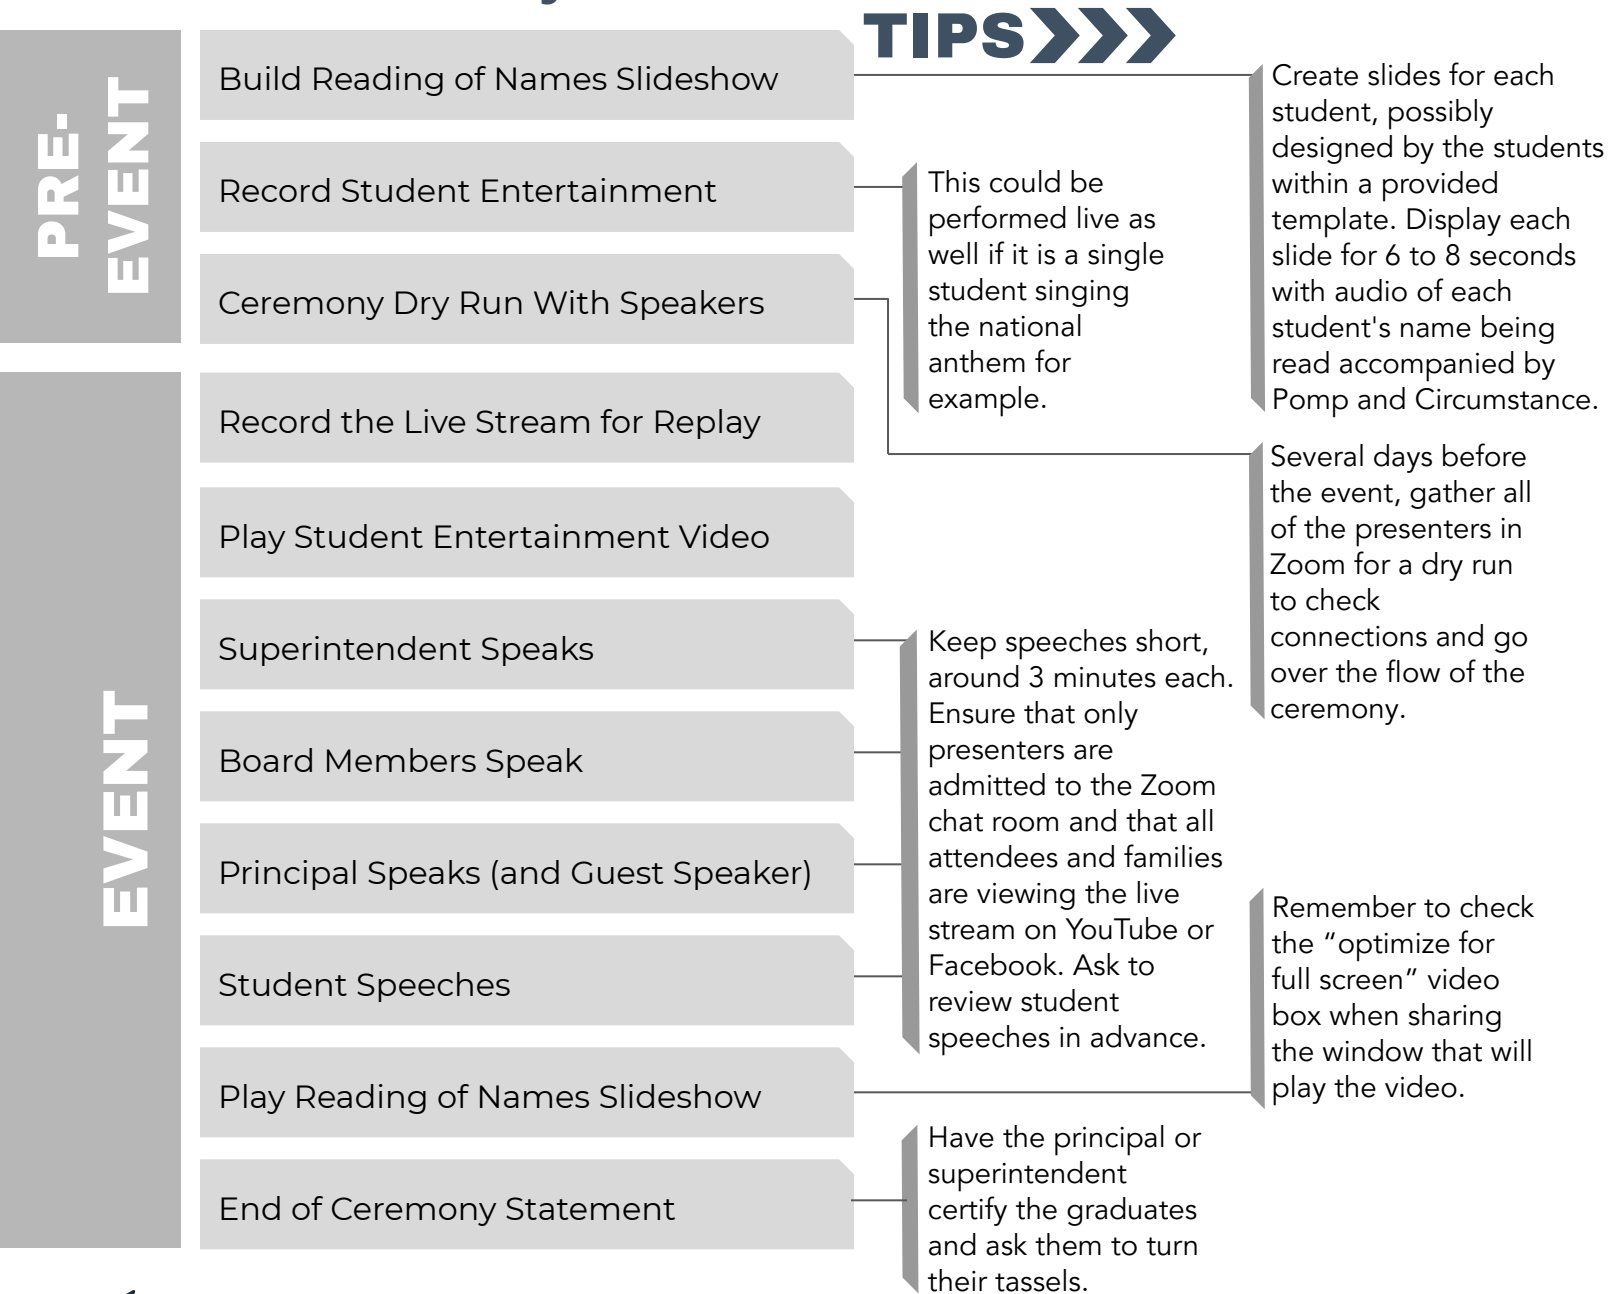 TIPS
PRE-
EVENT
Build Reading of Names Slideshow
Record Student Entertainment
Ceremony Dry Run With Speakers
Create slides for each
student, possibly
designed by the students
within a provided
template. Display each
slide for 6 to 8 seconds
with audio of each
student's name being
read accompanied by
Pomp and Circumstance.
This could be
performed live as
well if it is a single
student singing
the national
anthem for
example.
Several days before
the event, gather all
of the presenters in
Zoom for a dry run
to check
connections and go
over the flow of the
ceremony.
EVENT
Record the Live Stream for Replay
Play Student Entertainment Video
Superintendent Speaks
Board Members Speak
Principal Speaks (and Guest Speaker)
Student Speeches
Play Reading of Names Slideshow
End of Ceremony Statement
Keep speeches short,
around 3 minutes each.
Ensure that only
presenters are
admitted to the Zoom
chat room and that all
attendees and families
are viewing the live
stream on YouTube or
Facebook. Ask to
review student
speeches in advance.
Remember to check
the “optimize for
full screen” video
box when sharing
the window that will
play the video.
Have the principal or
superintendent
certify the graduates
and ask them to turn
their tassels.